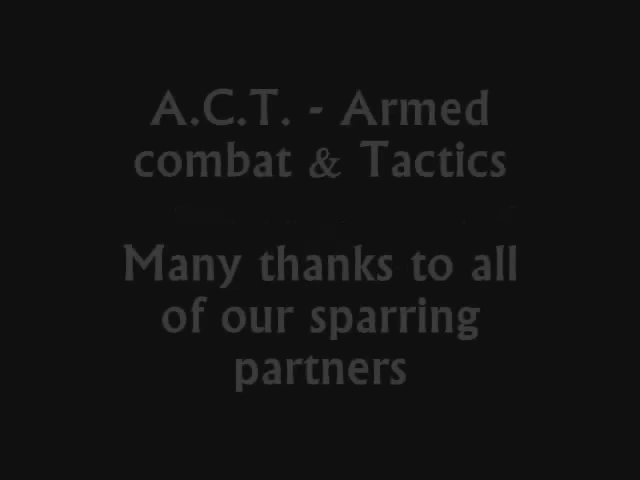 A.C.T. - Armed
combat & Tactics
Many thanks to all
of our sparring
partners